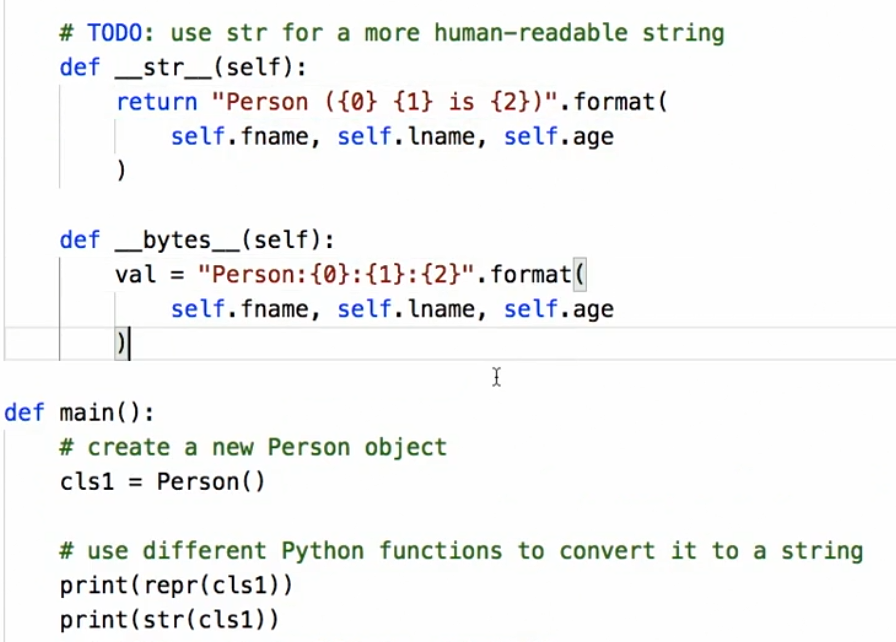 # TODO: use str for a more human-readable string
def __str__(self):
return "Person ({0} {1} is {2})".format(
self.fname, self.lname, self.age
)
def __bytes__(self):
val = "Person:{0}:{1}:{2}".format(
self.fname, self.lname, self.age
)
def main():
# create a new Person object
cls1 = Person()
# use different Python functions to convert it to a string
print(repr(cls1))
print(str(cls1))